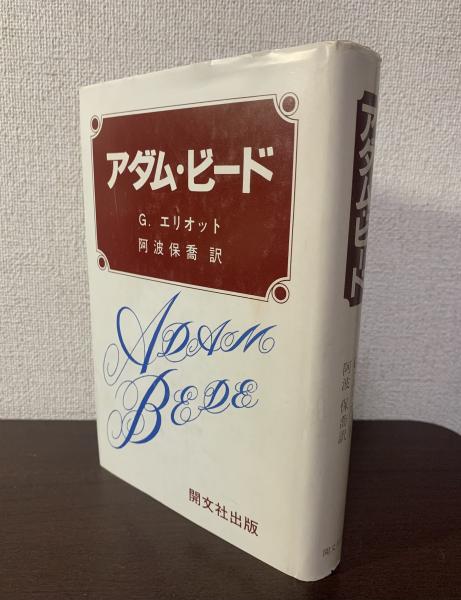 アダム・ビード
G. エリオット
阿波保喬 訳
ADAM
BEDE
開文社出版
アダム・ビード
阿波保喬訳